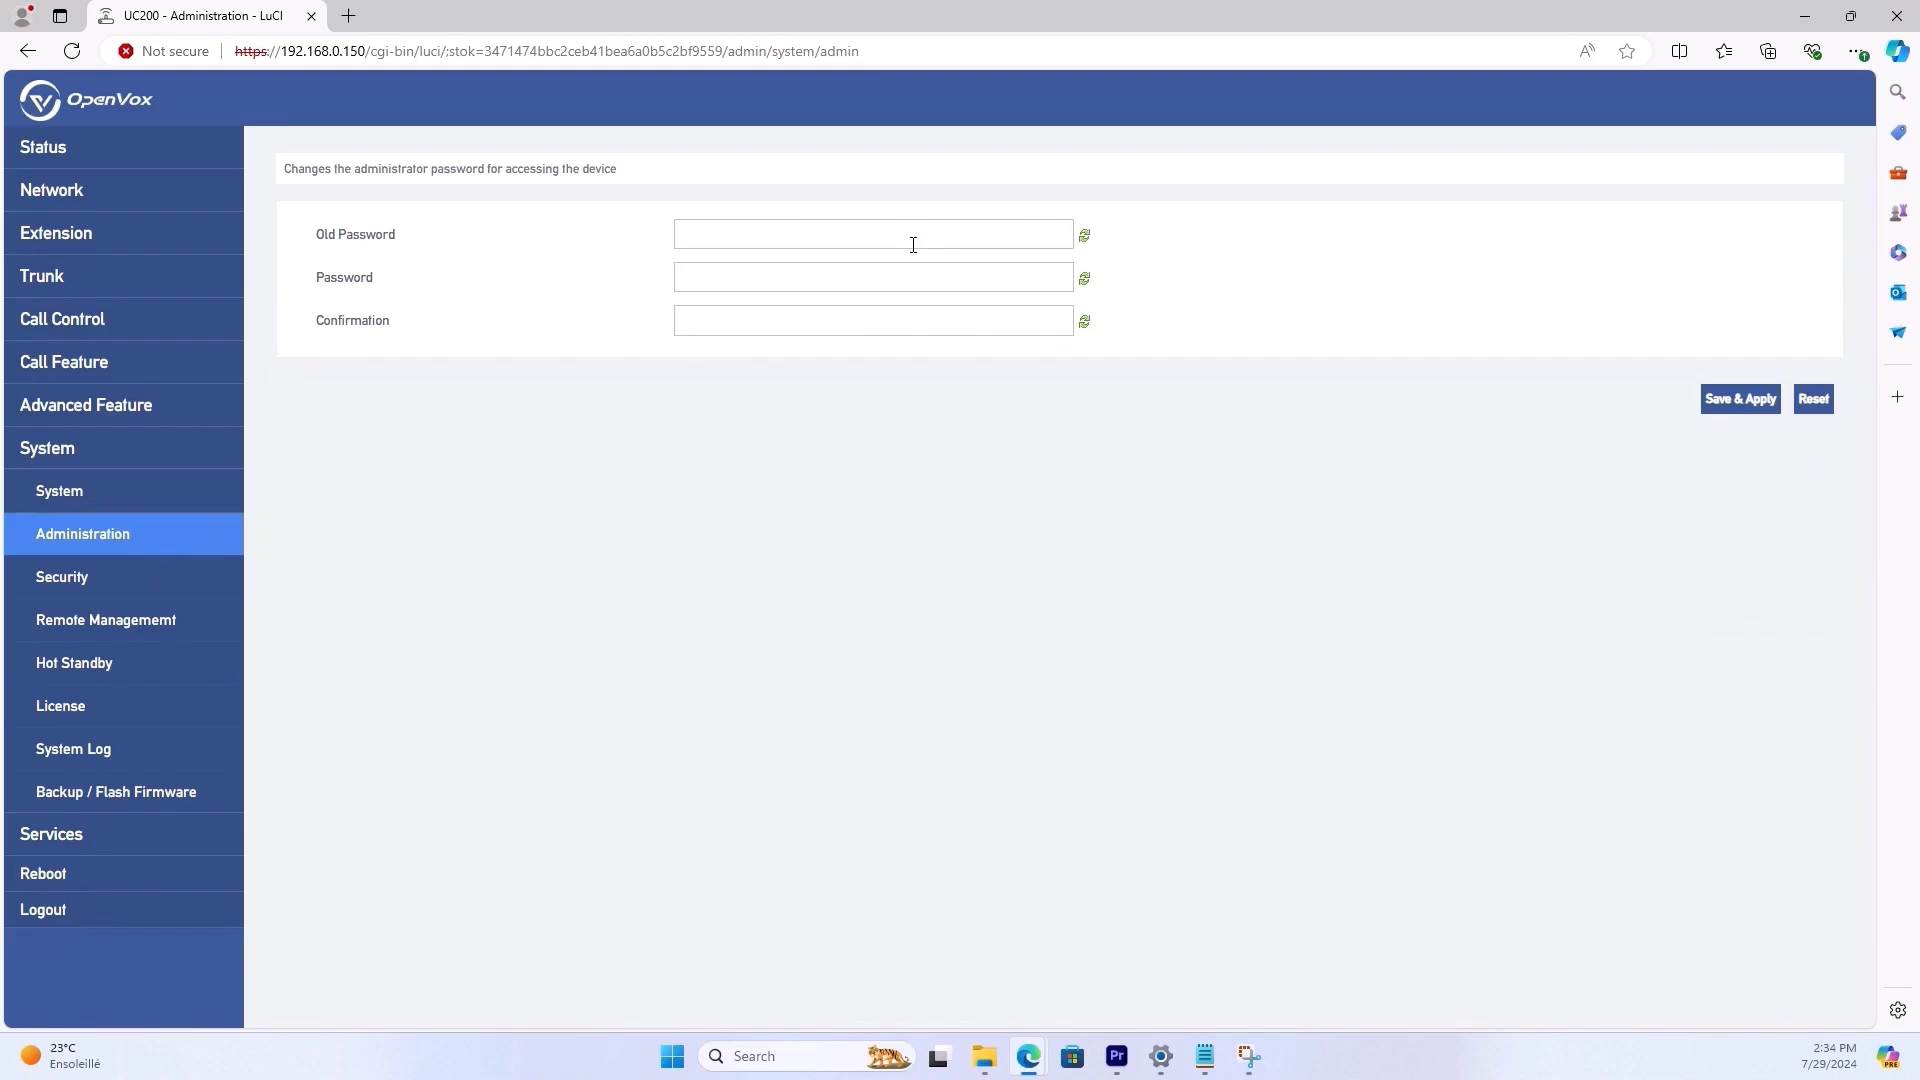 UC200 - Administration - LuCI
Not secure
https://192.168.0.150/cgi-bin/luci/;stok=3471474bbc2ceb41bea6a0b5c2bf9559/admin/system/admin
OpenVox
Status
Network
Extension
Trunk
Call Control
Call Feature
Advanced Feature
System
System
Administration
Security
Remote Managememt
Hot Standby
License
System Log
Backup / Flash Firmware
Services
Reboot
Logout
Changes the administrator password for accessing the device
Old Password
Password
Confirmation
Save & Apply
Reset
23°C
Ensoleillé
Search
Pr
2:34 PM
7/29/2024
PRE